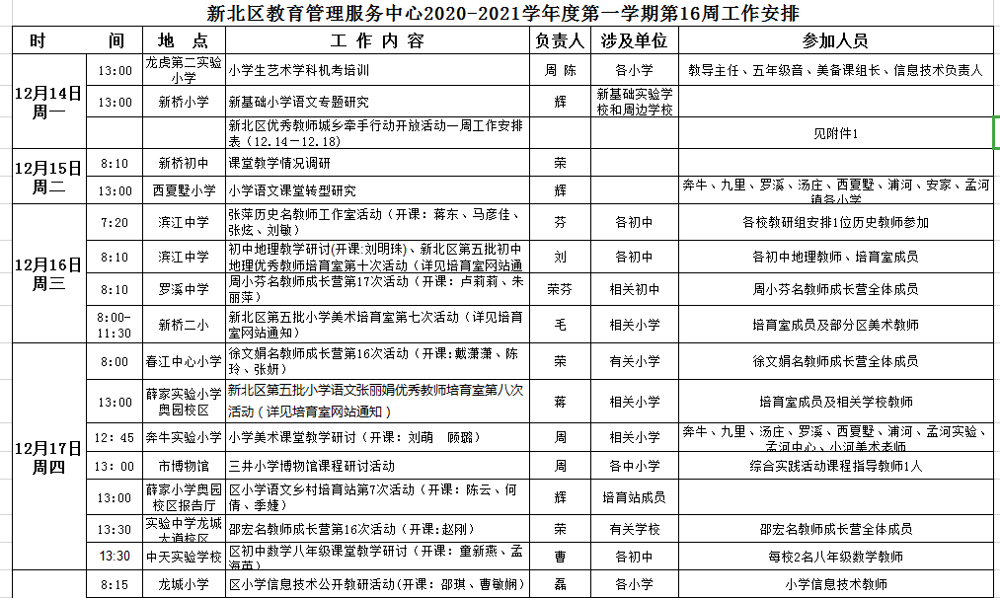 新北区教育管理服务中心2020-2021学年度第一学期第16周工作安排
时 间 地 点 工 作 内 容 负责人 涉及单位 参加人员
12月14日
周一
13:00 龙虎第二实验
小学 小学生艺术学科机考培训 周 陈 各小学 教导主任、五年级音、美备课组长、信息技术负责人
13:00 新桥小学 新基础小学语文专题研究 辉 新基础实验学
校和周边学校
新北区优秀教师城乡牵手行动开放活动一周工作安排
表（12.14－12.18） 见附件1
12月15日
周二
8:10 新桥初中 课堂教学情况调研 荣
13:00 西夏墅小学 小学语文课堂转型研究 辉 奔牛、九里、罗溪、汤庄、西夏墅、浦河、安家、孟河
镇各小学
12月16日
周三
7:20 滨江中学 张萍历史名教师工作室活动（开课：蒋东、马彦佳、
张炫、刘敏） 芬 各初中 各校教研组安排1位历史教师参加
8:10 滨江中学 初中地理教学研讨(开课:刘明珠)、新北区第五批初中
地理优秀教师培育室第十次活动（详见培育室网站通 刘 各初中 各初中地理教师、培育室成员
8:10 罗溪中学 周小芬名教师成长营第17次活动（开课：卢莉莉、朱
丽萍） 荣芬 相关初中 周小芬名教师成长营全体成员
8:00-
11:30 新桥二小 新北区第五批小学美术培育室第七次活动（详见培育
室网站通知） 毛 相关小学 培育室成员及部分区美术教师
12月17日
周四
8:00 春江中心小学 徐文娟名教师成长营第16次活动（开课:戴潇潇、陈
玲、张妍） 荣 有关小学 徐文娟名教师成长营全体成员
13:00 薛家实验小学
奥园校区 新北区第五批小学语文张丽娟优秀教师培育室第八次
活动（详见培育室网站通知） 蒋 相关小学 培育室成员及相关学校教师
12：45 奔牛实验小学 小学美术课堂教学研讨（开课：刘萌 顾璐） 周 相关小学 奔牛、九里、汤庄、罗溪、西夏墅、浦河、孟河实验、
孟河中心、小河美术老师
13：00 市博物馆 三井小学博物馆课程研讨活动 周 各中小学 综合实践活动课程指导教师1人
13:00 薛家小学奥园
校区报告厅 区小学语文乡村培育站第7次活动（开课：陈云、何
倩、季婕） 辉 培育站成员
13:30 实验中学龙城
大道校区 邵宏名教师成长营第16次活动（开课:赵刚） 荣 有关学校 邵宏名教师成长营全体成员
13:30 中天实验学校 区初中数学八年级课堂教学研讨（开课：童新燕、孟
海英） 曹 各初中 每校2名八年级数学教师
8:15 龙城小学 区小学信息技术公开教研活动(开课：邵琪、曹敏娴） 磊 各小学 小学信息技术教师